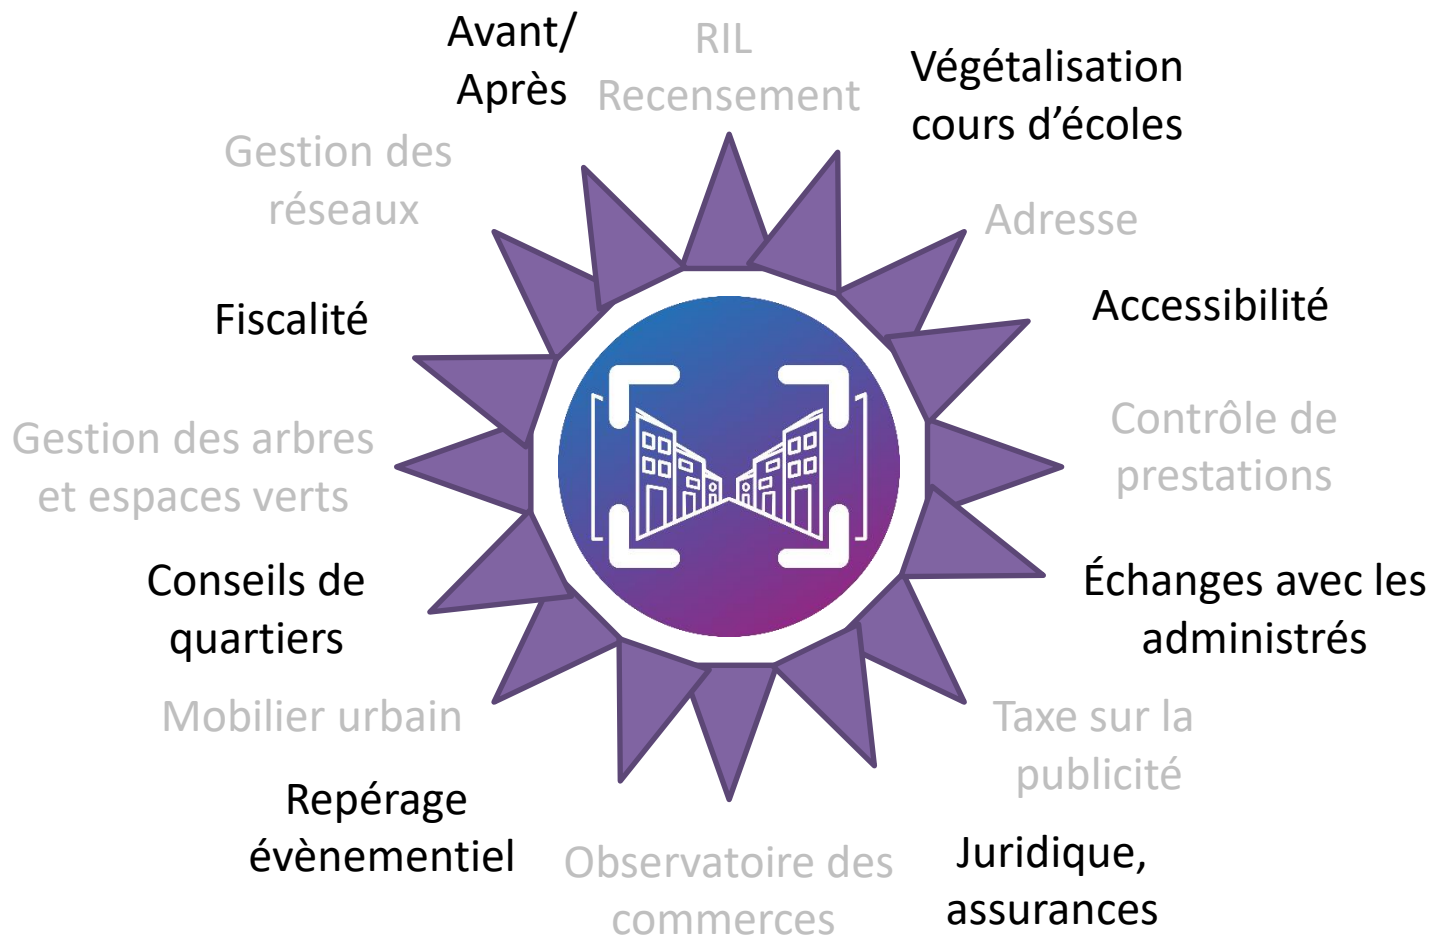 Avant/
Après
RIL
Recensement
Végétalisation
cours d’écoles
Gestion des
réseaux
Adresse
Fiscalité
Accessibilité
Gestion des arbres
et espaces verts
Contrôle de
prestations
Conseils de
quartiers
Échanges avec les
administrés
Mobilier urbain
Taxe sur la
publicité
Repérage
évènementiel
Observatoire des
commerces
Juridique,
assurances